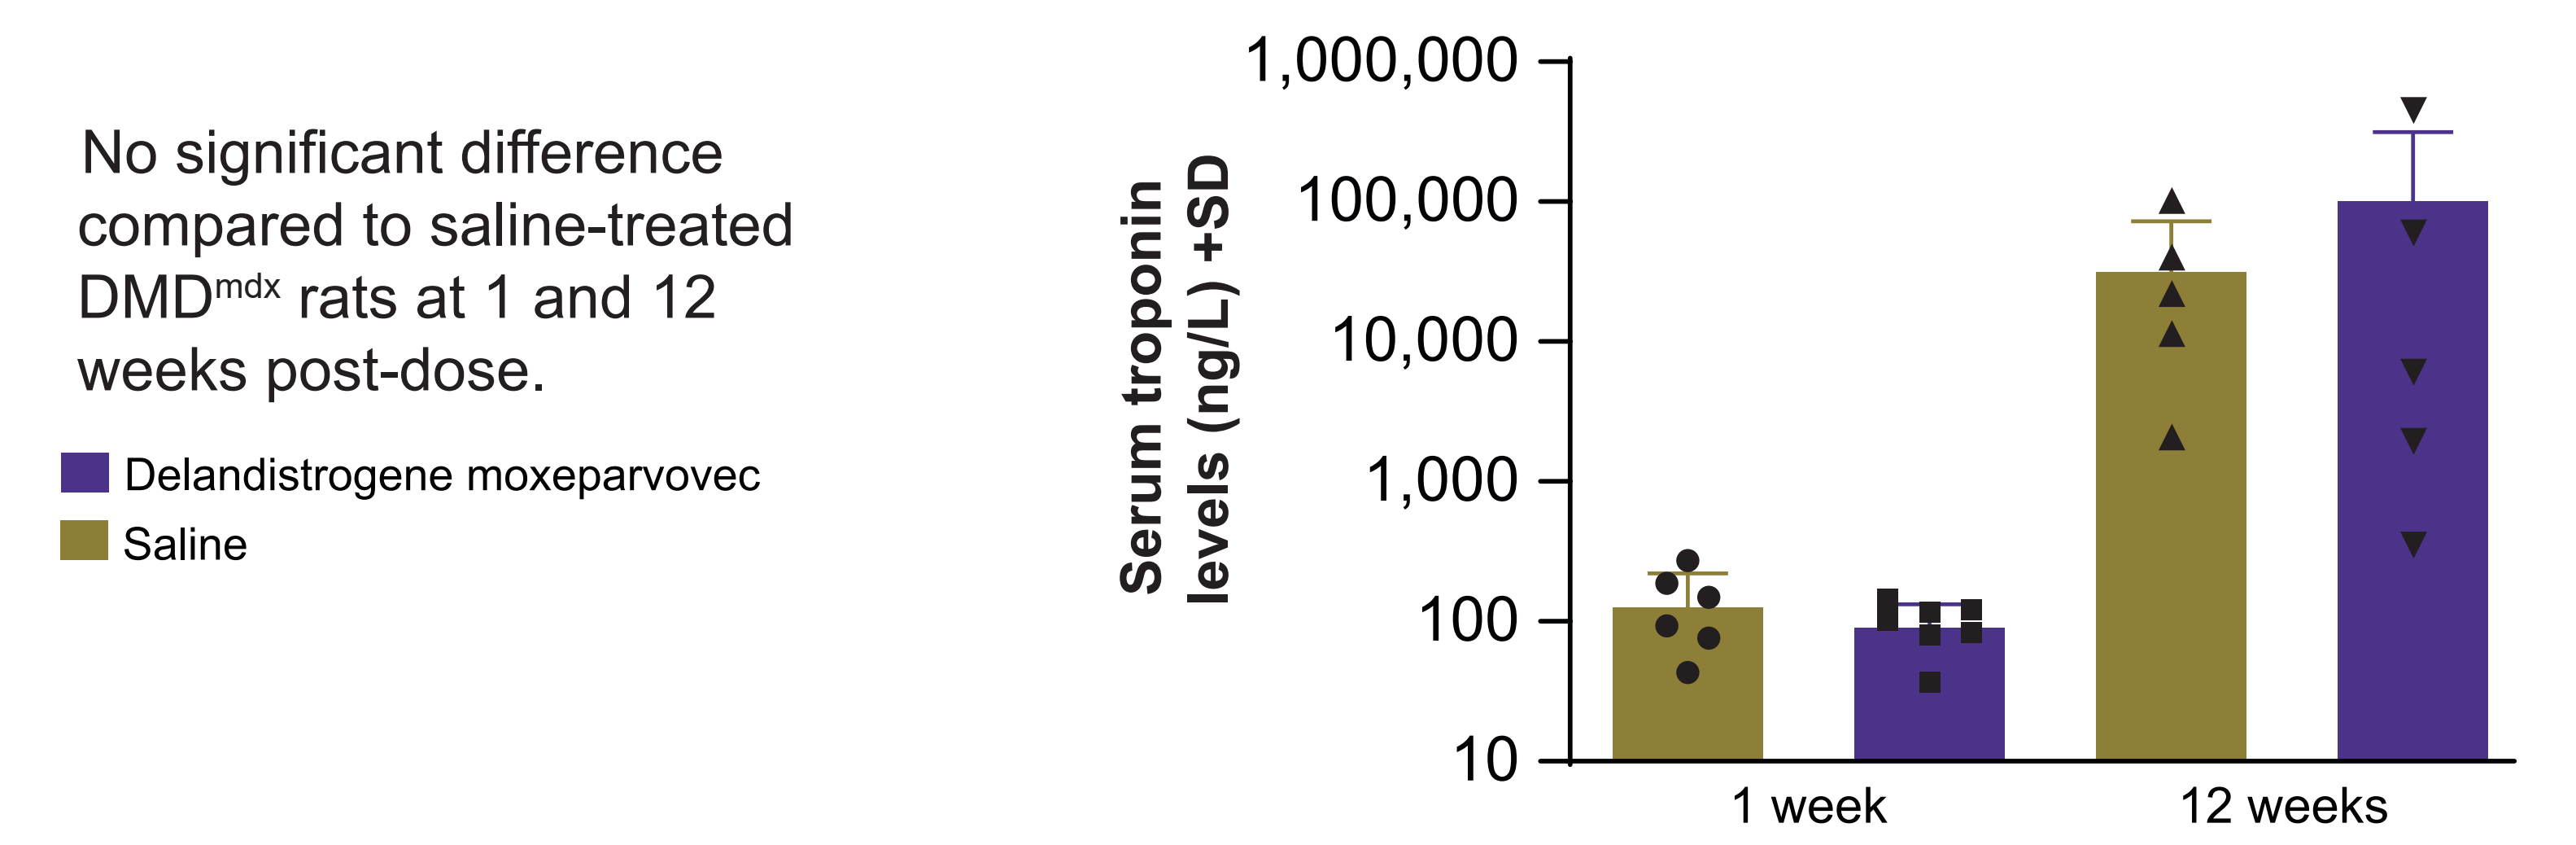 No significant difference
compared to saline-treated
DMDmdx rats at 1 and 12
weeks post-dose.
Delandistrogene moxeparvovec
Saline
Serum troponin
levels (ng/L) +SD
1,000,000
100,000
10,000
1,000
100
10
1 week
12 weeks